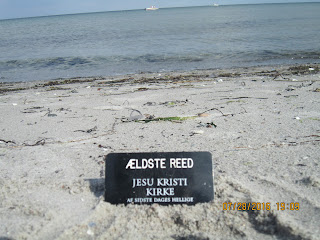 ÆLDSTE REED
JESU KRISTI
KIRKE
AF SIDSTE DAGES HELLIGE